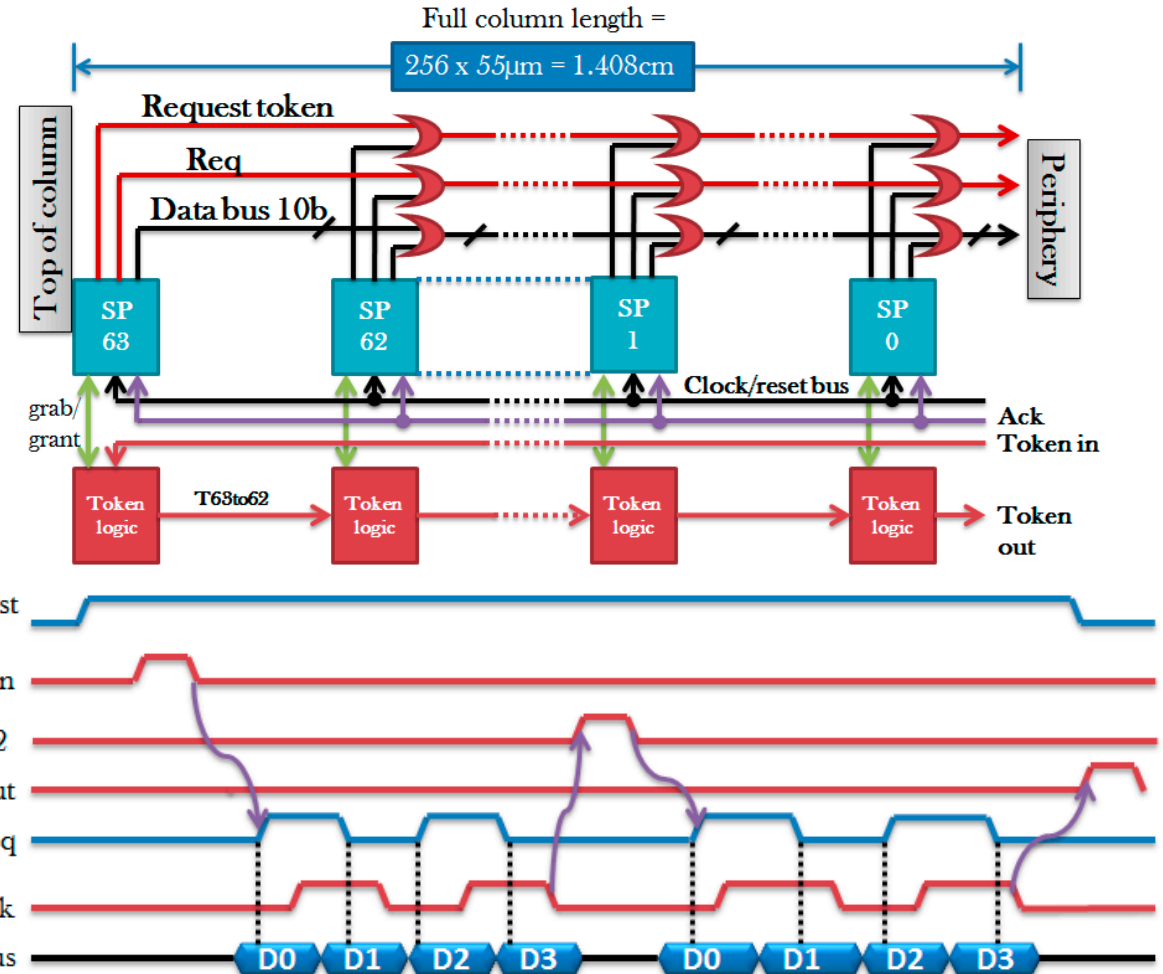 Full column length =
256 x 55µm = 1.408cm
Top of column
Request token
Req
Data bus 10b
Periphery
SP
63
SP
62
SP
1
SP
0
grab/
grant
Clock/reset bus
Ack
Token in
Token
logic
T63to62
Token
logic
Token
logic
Token
logic
Token
out
st
n
2
ut
q
k
us
D0 D1 D2 D3 D0 D1 D2 D3